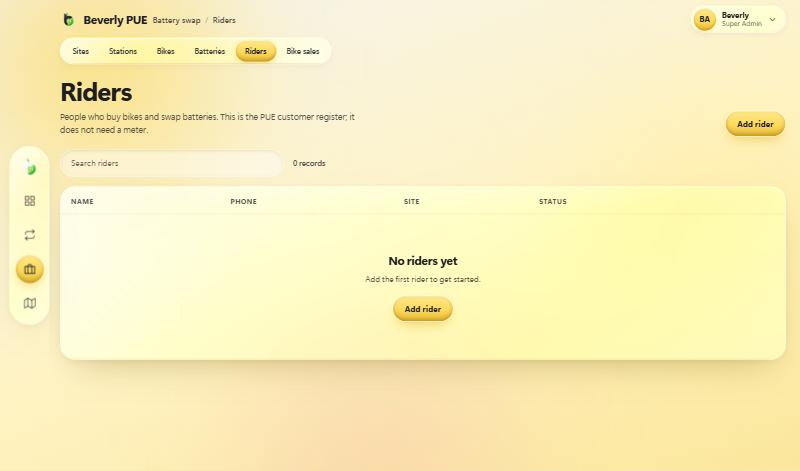 Beverly PUE Battery swap / Riders
BA Beverly
Super Admin
Sites Stations Bikes Batteries Riders Bike sales
Riders
People who buy bikes and swap batteries. This is the PUE customer register; it
does not need a meter.
Add rider
Search riders 0 records
NAME PHONE SITE STATUS
No riders yet
Add the first rider to get started.
Add rider